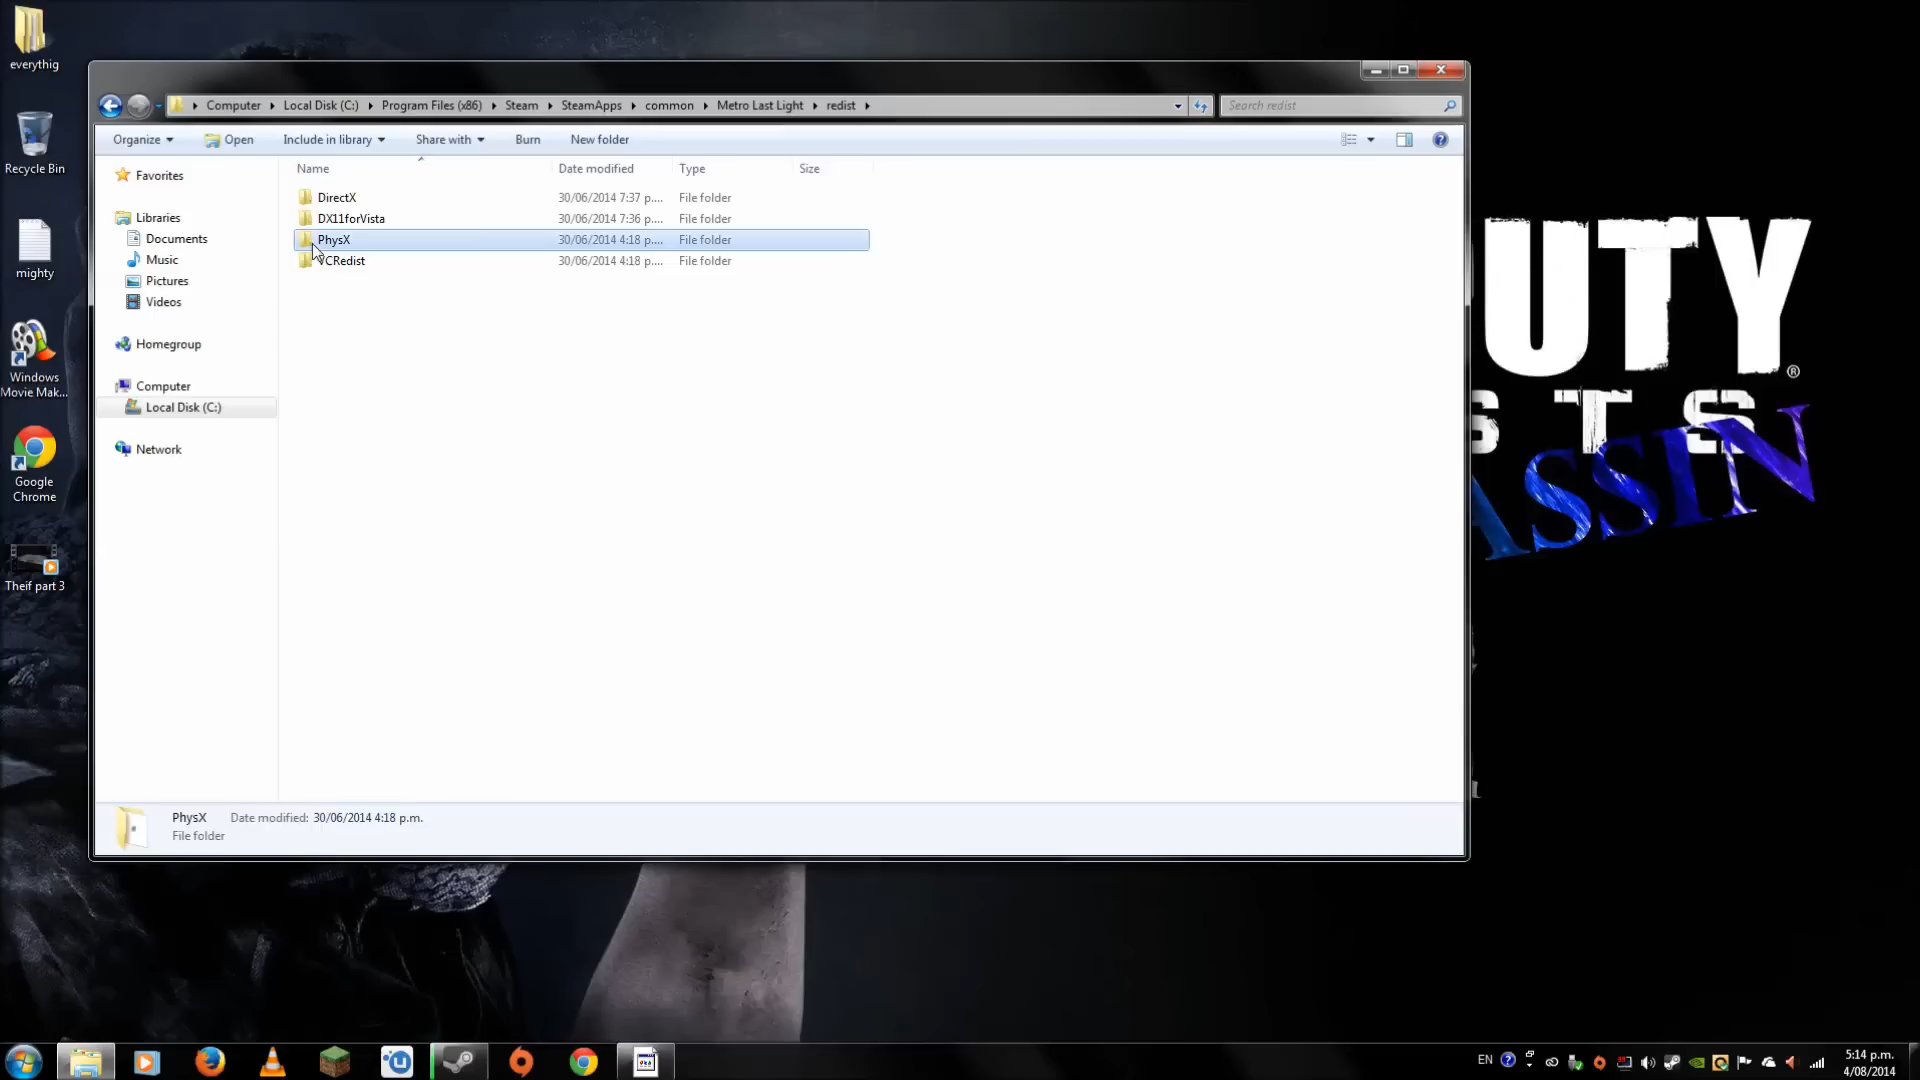 everythig
Recycle Bin
mighty
Windows
Movie Mak...
Google
Chrome
Theif part 3
Computer Local Disk (C:) Program Files (x86) Steam SteamApps common Metro Last Light redist
Search redist
Organize Open Include in library Share with Burn New folder
Favorites
Libraries
Documents
Music
Pictures
Videos
Homegroup
Computer
Local Disk (C:)
Network
Name Date modified Type Size
DirectX 30/06/2014 7:37 p.... File folder
DX11forVista 30/06/2014 7:36 p.... File folder
PhysX 30/06/2014 4:18 p.... File folder
VCRedist 30/06/2014 4:18 p.... File folder
PhysX Date modified: 30/06/2014 4:18 p.m.
File folder
UTY®
STS
ASSIN
EN
5:14 p.m.
4/08/2014